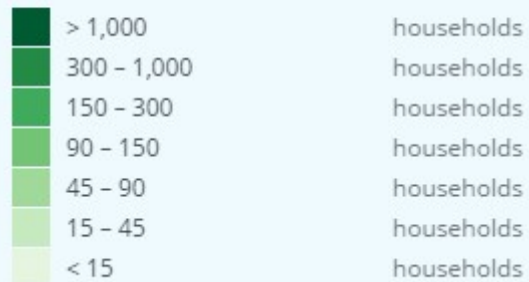 > 1,000 households
300 – 1,000 households
150 – 300 households
90 – 150 households
45 – 90 households
15 – 45 households
< 15 households